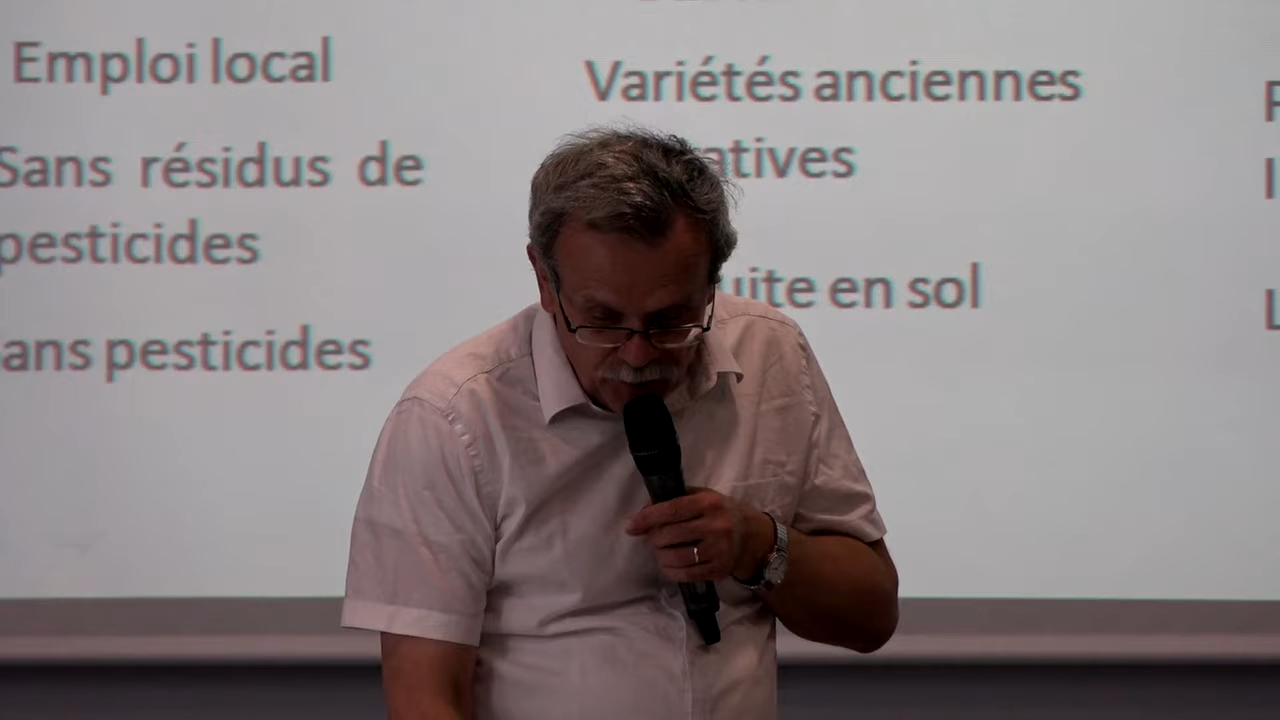 Emploi local
Sans résidus de
pesticides
ans pesticides
Variétés anciennes
atives
uite en sol